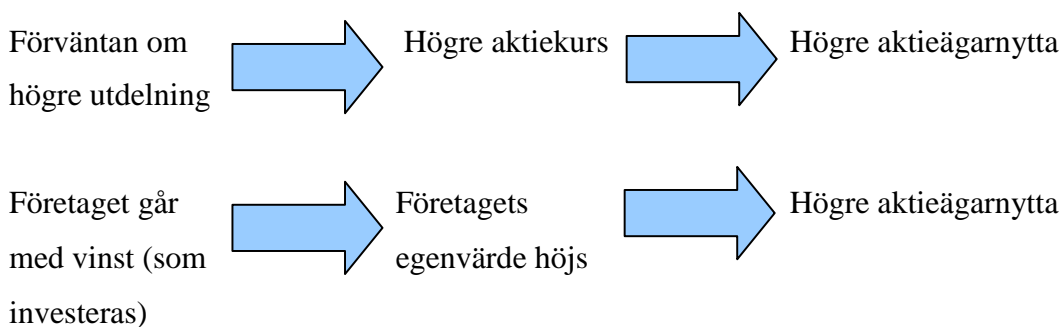 Förväntan om
högre utdelning
Högre aktiekurs
Högre aktieägarnytta
Företaget går
med vinst (som
investeras)
Företagets
egenvärde höjs
Högre aktieägarnytta